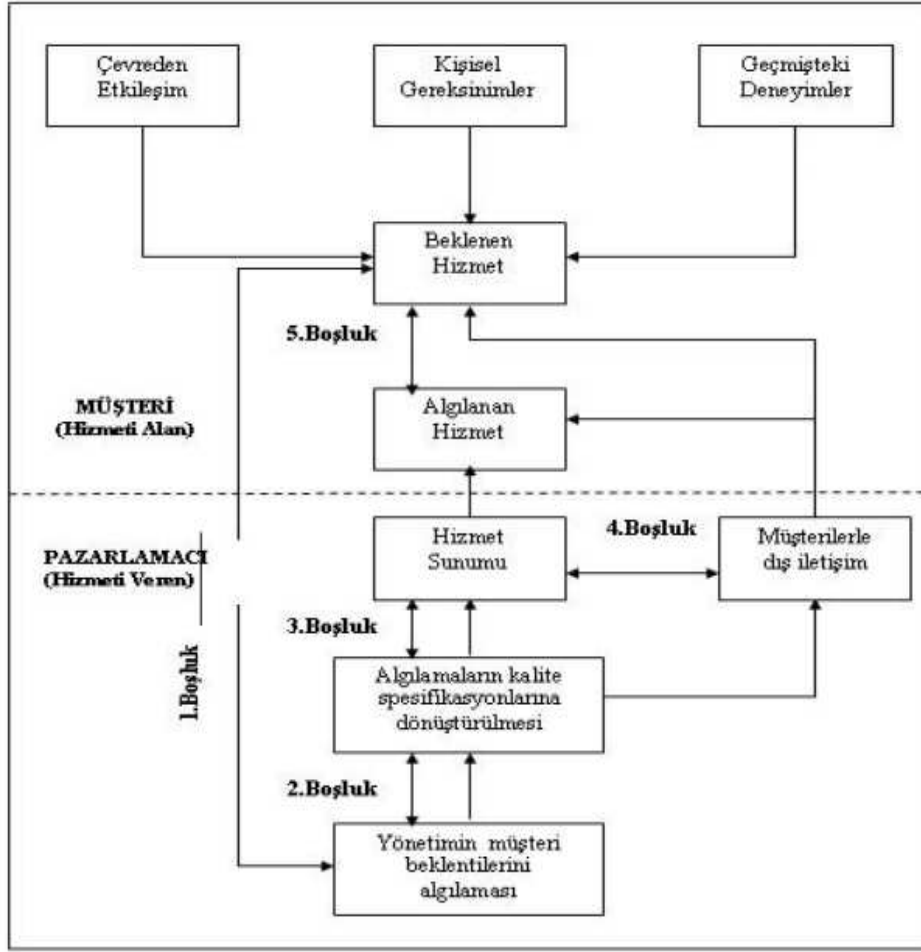 Çevreden
Etkileşim
Kişisel
Gereksinimler
Geçmişteki
Deneyimler
Beklenen
Hizmet
5.Boşluk
MÜŞTERİ
(Hizmeti Alan)
Algılanan
Hizmet
PAZARLAMACI
(Hizmeti Veren)
Hizmet
Sunumu
4.Boşluk
Müşterilerle
dış iletişim
3.Boşluk
1.Boşluk
Algılamaların kalite
spesifikasyonlarına
dönüştürülmesi
2.Boşluk
Yönetimin müşteri
beklentilerini
algılaması